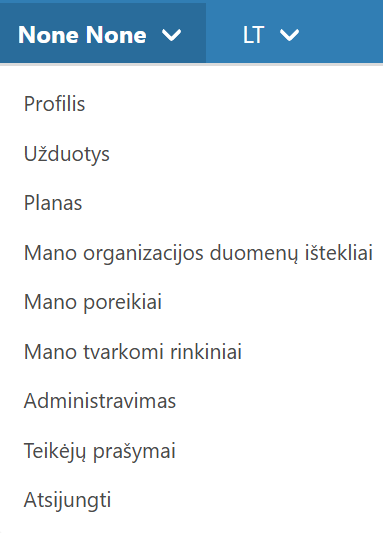 None None
LT
Profilis
Užduotys
Planas
Mano organizacijos duomenų ištekliai
Mano poreikiai
Mano tvarkomi rinkiniai
Administravimas
Teikėjų prašymai
Atsijungti